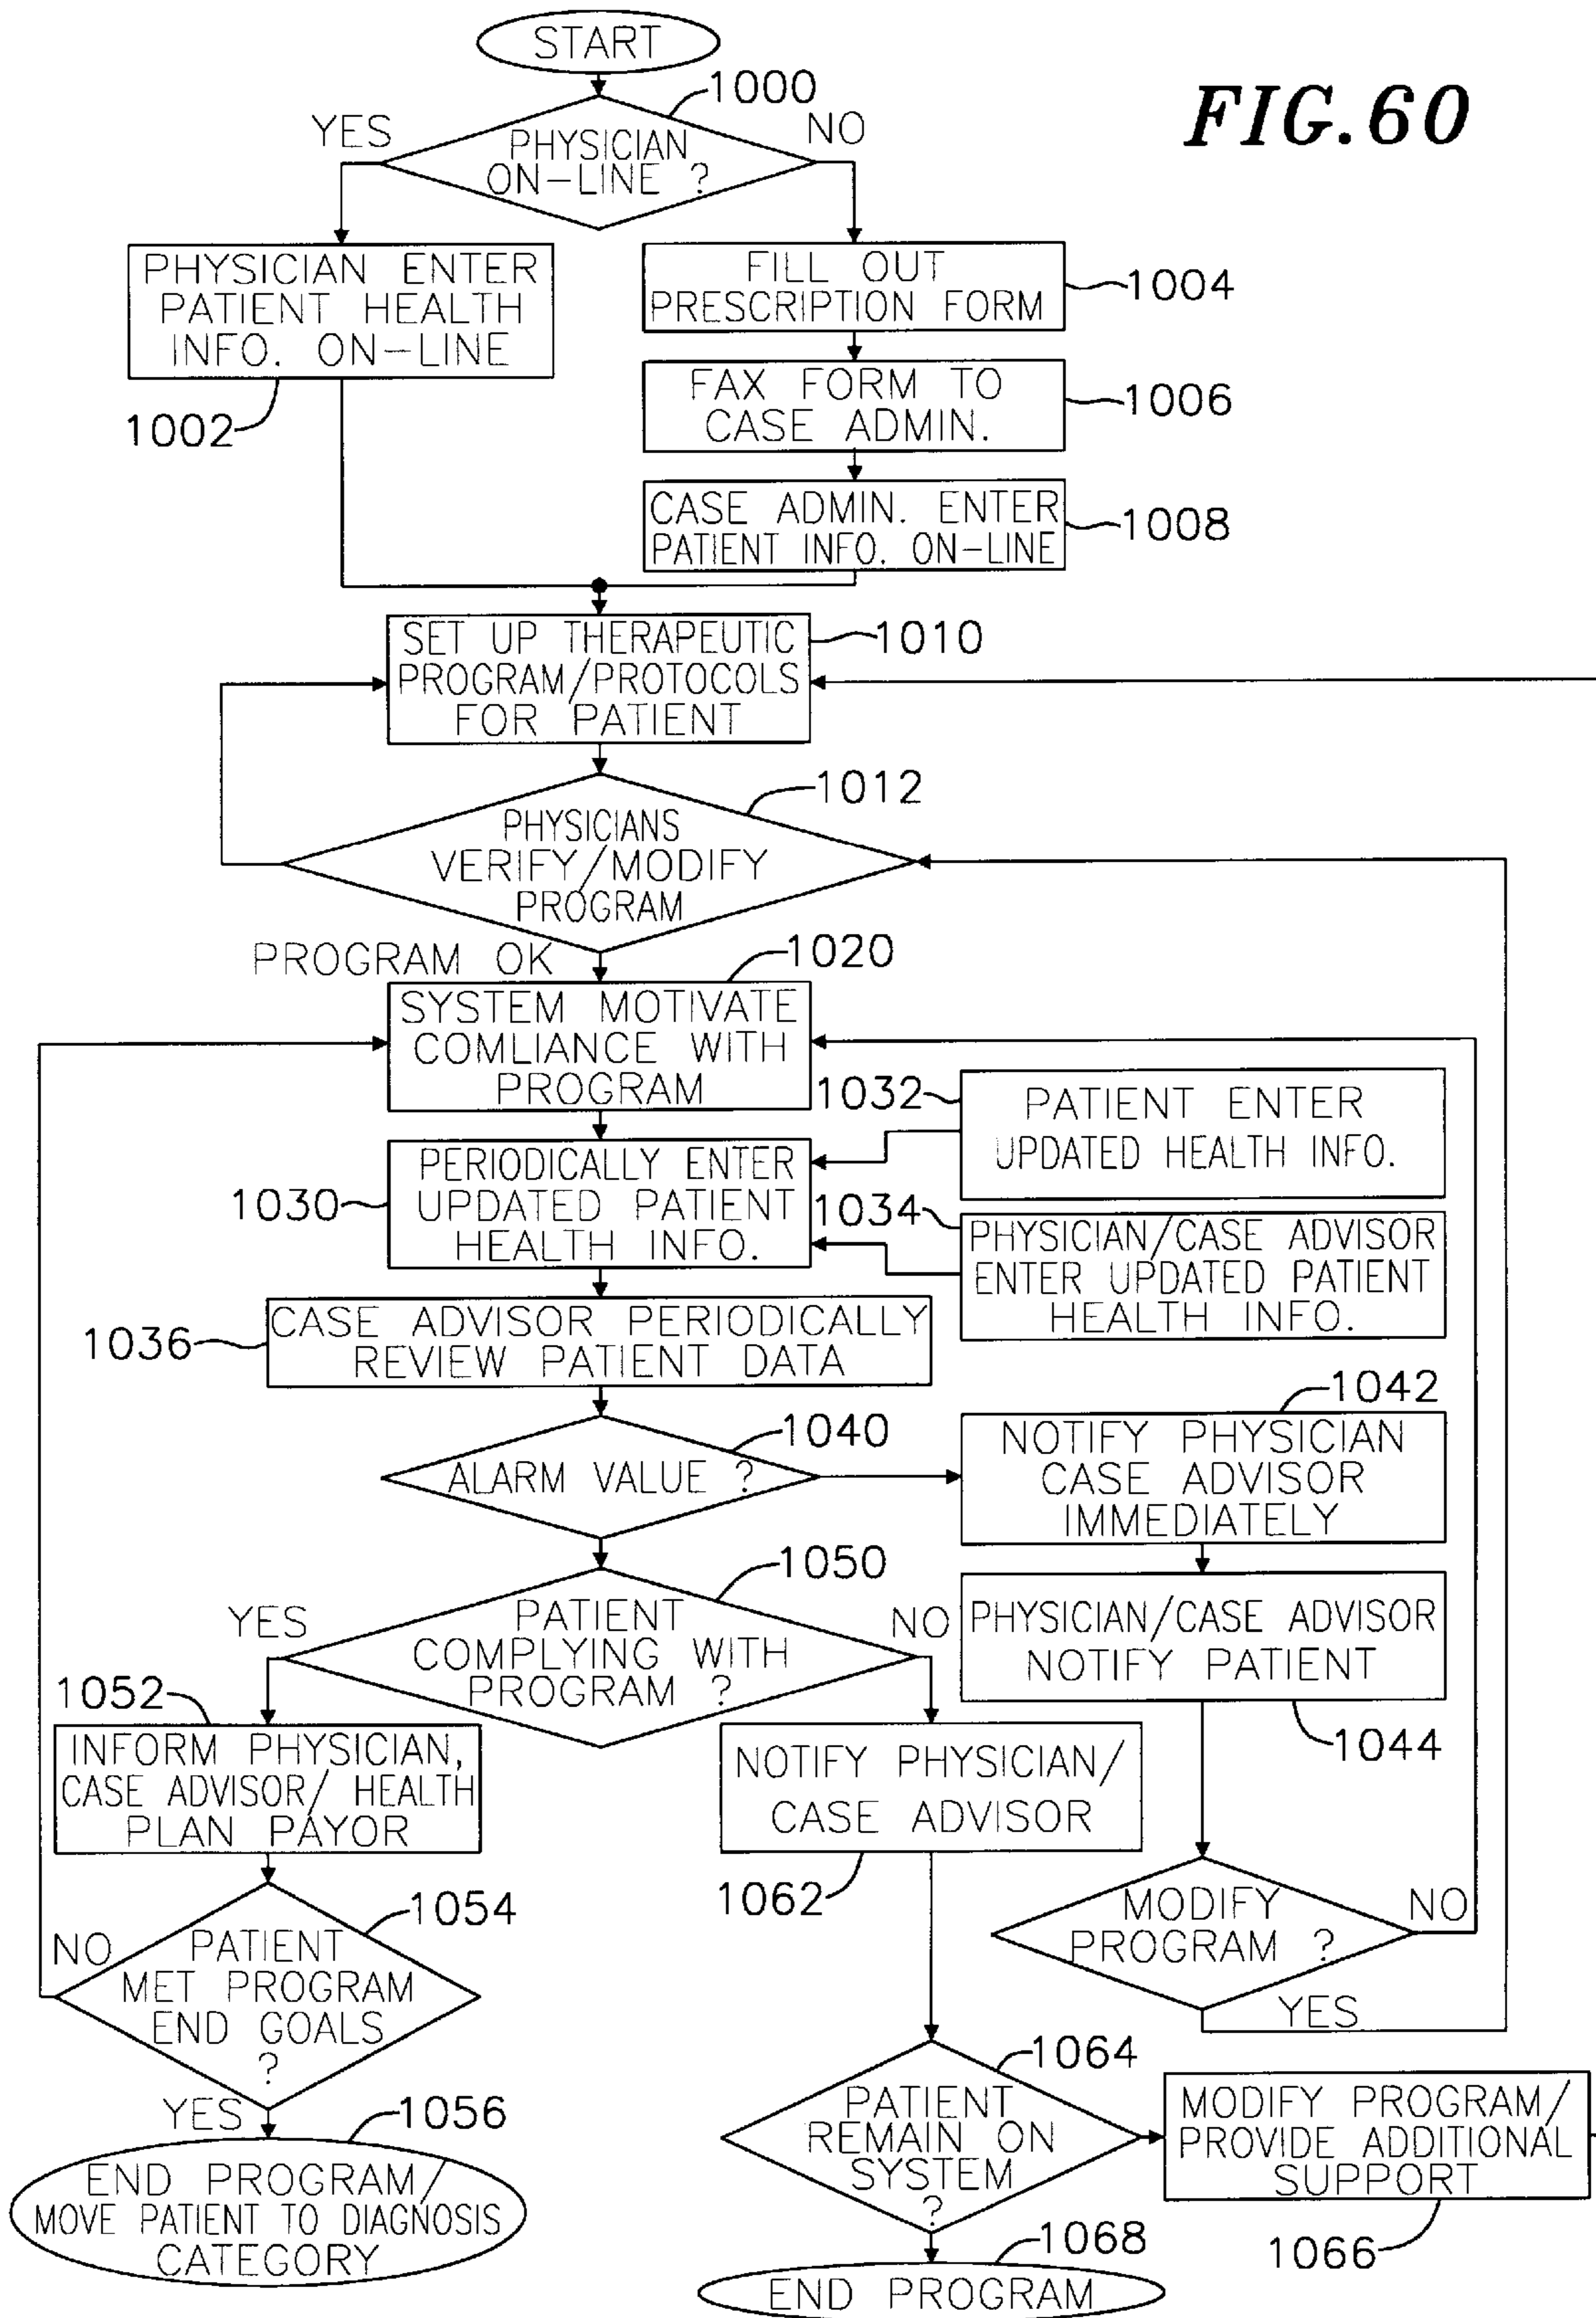 START
FIG.60
1000
YES
NO
PHYSICIAN
ON-LINE ?
PHYSICIAN ENTER
PATIENT HEALTH
INFO. ON-LINE
1002
FILL OUT
PRESCRIPTION FORM
1004
FAX FORM TO
CASE ADMIN.
1006
CASE ADMIN. ENTER
PATIENT INFO. ON-LINE
1008
SET UP THERAPEUTIC
PROGRAM/PROTOCOLS
FOR PATIENT
1010
1012
PHYSICIANS
VERIFY/MODIFY
PROGRAM
PROGRAM OK
1020
SYSTEM MOTIVATE
COMLIANCE WITH
PROGRAM
1032
PATIENT ENTER
UPDATED HEALTH INFO.
1030
PERIODICALLY ENTER
UPDATED PATIENT
HEALTH INFO.
1034
PHYSICIAN/CASE ADVISOR
ENTER UPDATED PATIENT
HEALTH INFO.
1036
CASE ADVISOR PERIODICALLY
REVIEW PATIENT DATA
1040
ALARM VALUE ?
1042
NOTIFY PHYSICIAN
CASE ADVISOR
IMMEDIATELY
1050
YES
NO
PATIENT
COMPLYING WITH
PROGRAM ?
PHYSICIAN/CASE ADVISOR
NOTIFY PATIENT
1044
1052
INFORM PHYSICIAN,
CASE ADVISOR/ HEALTH
PLAN PAYOR
NOTIFY PHYSICIAN/
CASE ADVISOR
1062
MODIFY
PROGRAM ?
NO
YES
1054
NO
PATIENT
MET PROGRAM
END GOALS
?
YES
1056
END PROGRAM/
MOVE PATIENT TO DIAGNOSIS
CATEGORY
1064
PATIENT
REMAIN ON
SYSTEM
?
MODIFY PROGRAM/
PROVIDE ADDITIONAL
SUPPORT
1066
1068
END PROGRAM